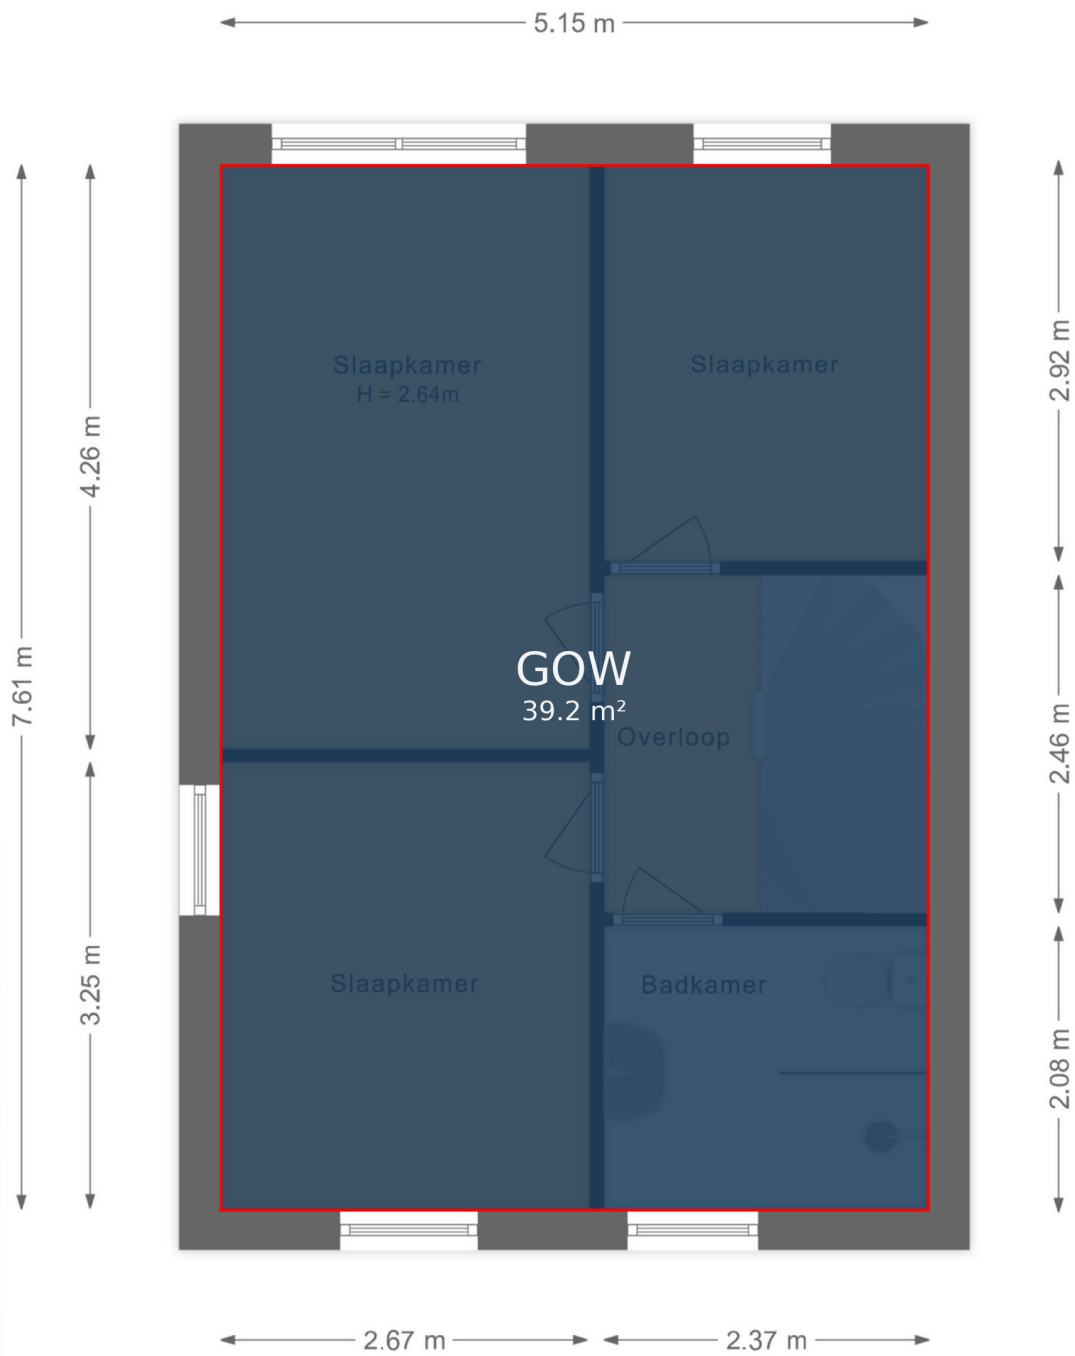 5.15 m
Slaapkamer
H = 2.64m
Slaapkamer
2.92 m
4.26 m
7.61 m
GOW
39.2 m²
Overloop
2.46 m
3.25 m
Slaapkamer
Badkamer
2.08 m
2.67 m
2.37 m